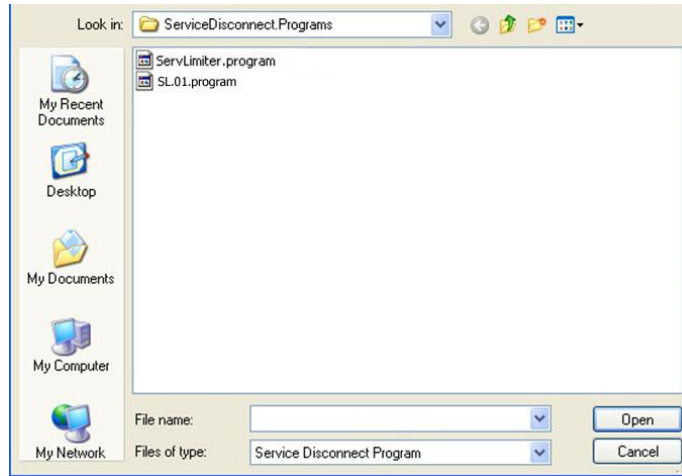 Look in: ServiceDisconnect.Programs
ServLimiter.program
SL.01.program
My Recent
Documents
Desktop
My Documents
My Computer
My Network
File name:
Open
Files of type: Service Disconnect Program
Cancel